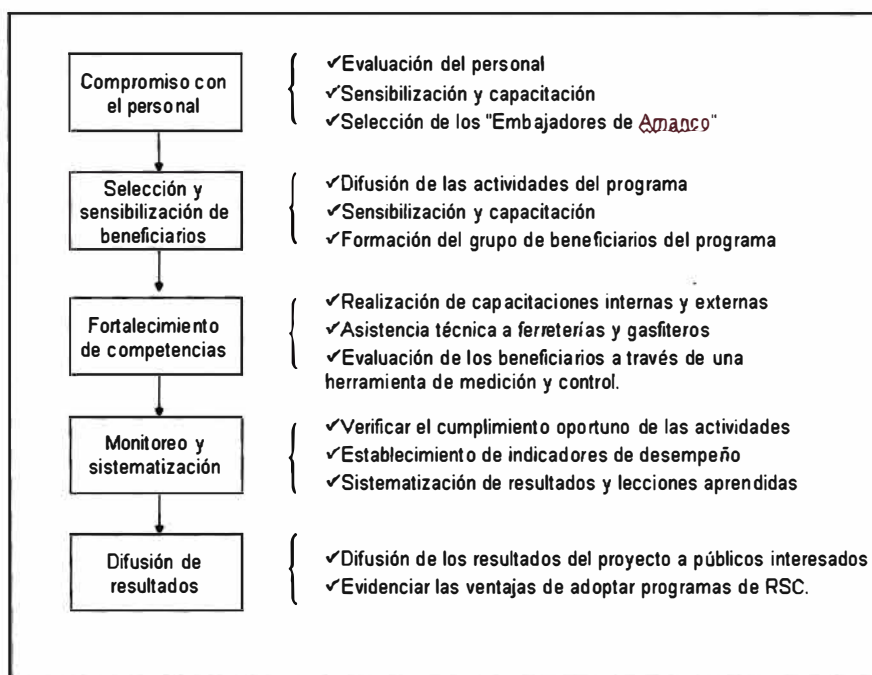 Compromiso con
el personal
✓Evaluación del personal
✓Sensibilización y capacitación
✓Selección de los "Embajadores de Amanco"
Selección y
sensibilización de
beneficiarios
✓Difusión de las actividades del programa
✓Sensibilización y capacitación
✓Formación del grupo de beneficiarios del programa
Fortalecimiento
de competencias
✓Realización de capacitaciones internas y externas
✓Asistencia técnica a ferreterías y gasfiteros
✓Evaluación de los beneficiarios a través de una
herramienta de medición y control.
Monitoreo y
sistematización
✓Verificar el cumplimiento oportuno de las actividades
✓Establecimiento de indicadores de desempeño
✓Sistematización de resultados y lecciones aprendidas
Difusión de
resultados
✓Difusión de los resultados del proyecto a públicos interesados
✓Evidenciar las ventajas de adoptar programas de RSC.